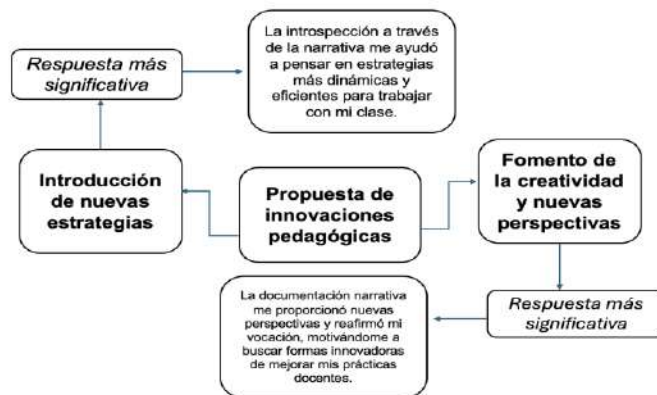 La introspección a través
de la narrativa me ayudó
a pensar en estrategias
más dinámicas y
eficientes para trabajar
con mi clase.
Respuesta más
significativa
Introducción
de nuevas
estrategias
Propuesta de
innovaciones
pedagógicas
Fomento de
la creatividad
y nuevas
perspectivas
La documentación narrativa
me proporcionó nuevas
perspectivas y reafirmó mi
vocación, motivándome a
buscar formas innovadoras
de mejorar mis prácticas
docentes.
Respuesta más
significativa